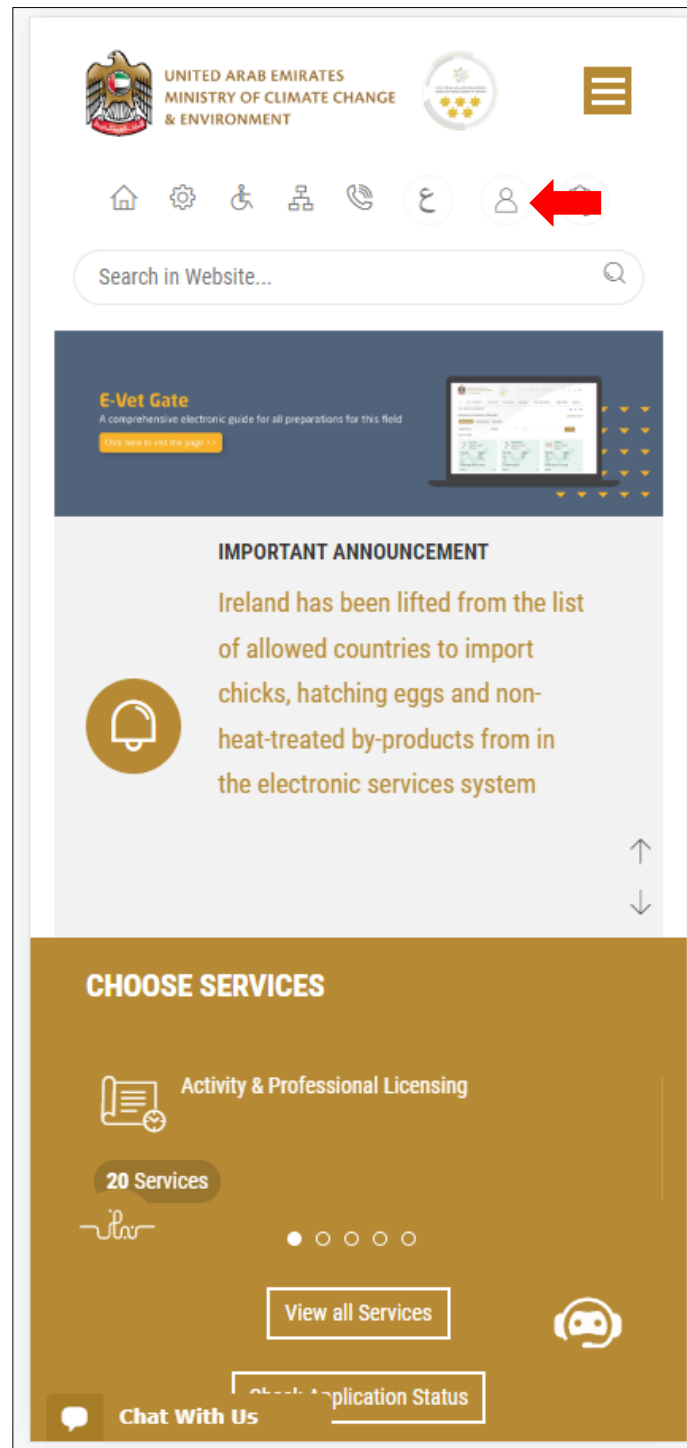 UNITED ARAB EMIRATES
MINISTRY OF CLIMATE CHANGE
& ENVIRONMENT
ع
Search in Website...
E-Vet Gate
A comprehensive electronic guide for all preparations for this field
Click here to visit the page >>
IMPORTANT ANNOUNCEMENT
Ireland has been lifted from the list
of allowed countries to import
chicks, hatching eggs and non-
heat-treated by-products from in
the electronic services system
CHOOSE SERVICES
Activity & Professional Licensing
20 Services
View all Services
Check Application Status
Chat With Us